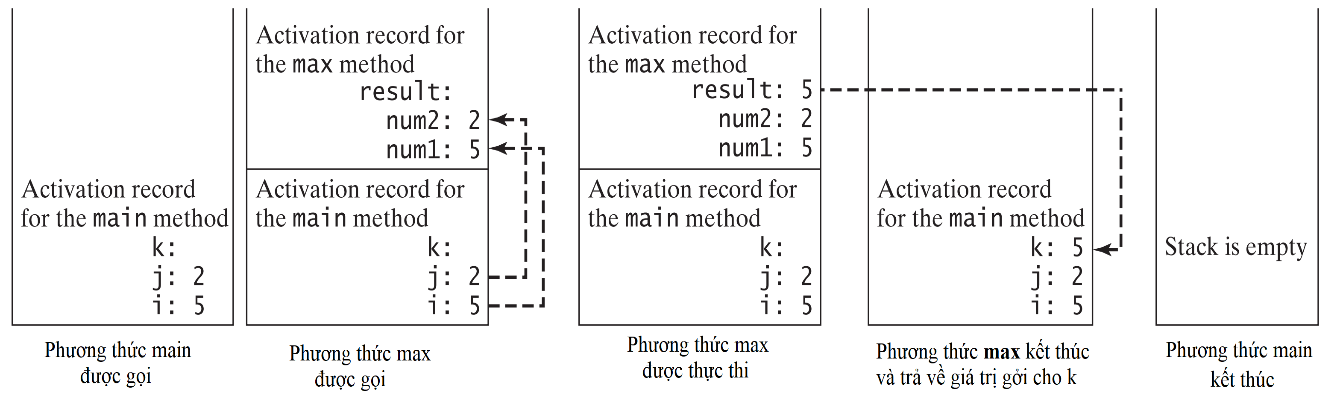 Activation record
for the main method
k:
j: 2
i: 5
Phương thức main
được gọi
Activation record for
the max method
result:
num2: 2
num1: 5
Activation record for
the main method
k:
j: 2
i: 5
Phương thức max
được gọi
Activation record for
the max method
result: 5
num2: 2
num1: 5
Activation record for
the main method
k:
j: 2
i: 5
Phương thức max
dược thực thi
Activation record
for the main method
k: 5
j: 2
i: 5
Phương thức max kết thúc
và trả về giá trị gởi cho k
Stack is empty
Phương thức main
kết thúc